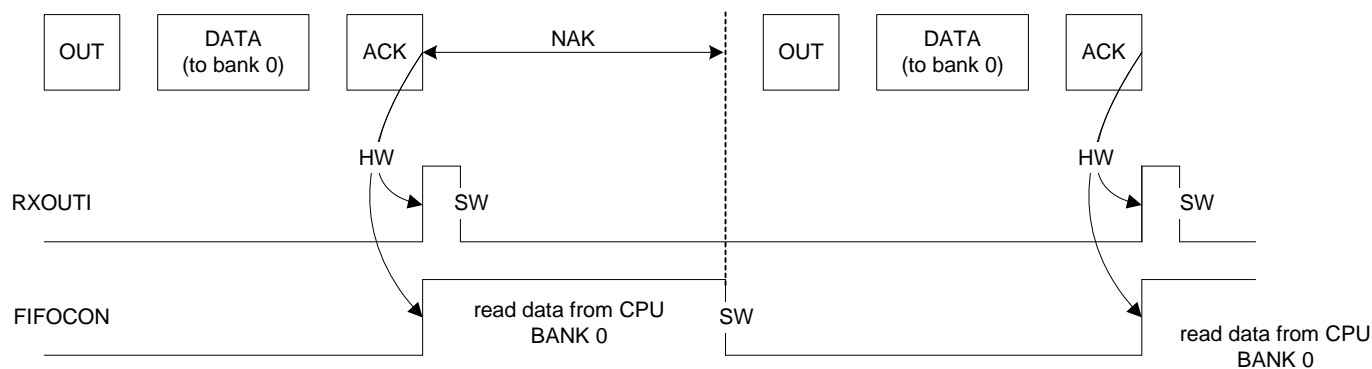 OUT
DATA
(to bank 0)
ACK
NAK
OUT
DATA
(to bank 0)
ACK
HW
HW
RXOUTI
SW
SW
FIFOCON
read data from CPU
BANK 0
SW
read data from CPU
BANK 0